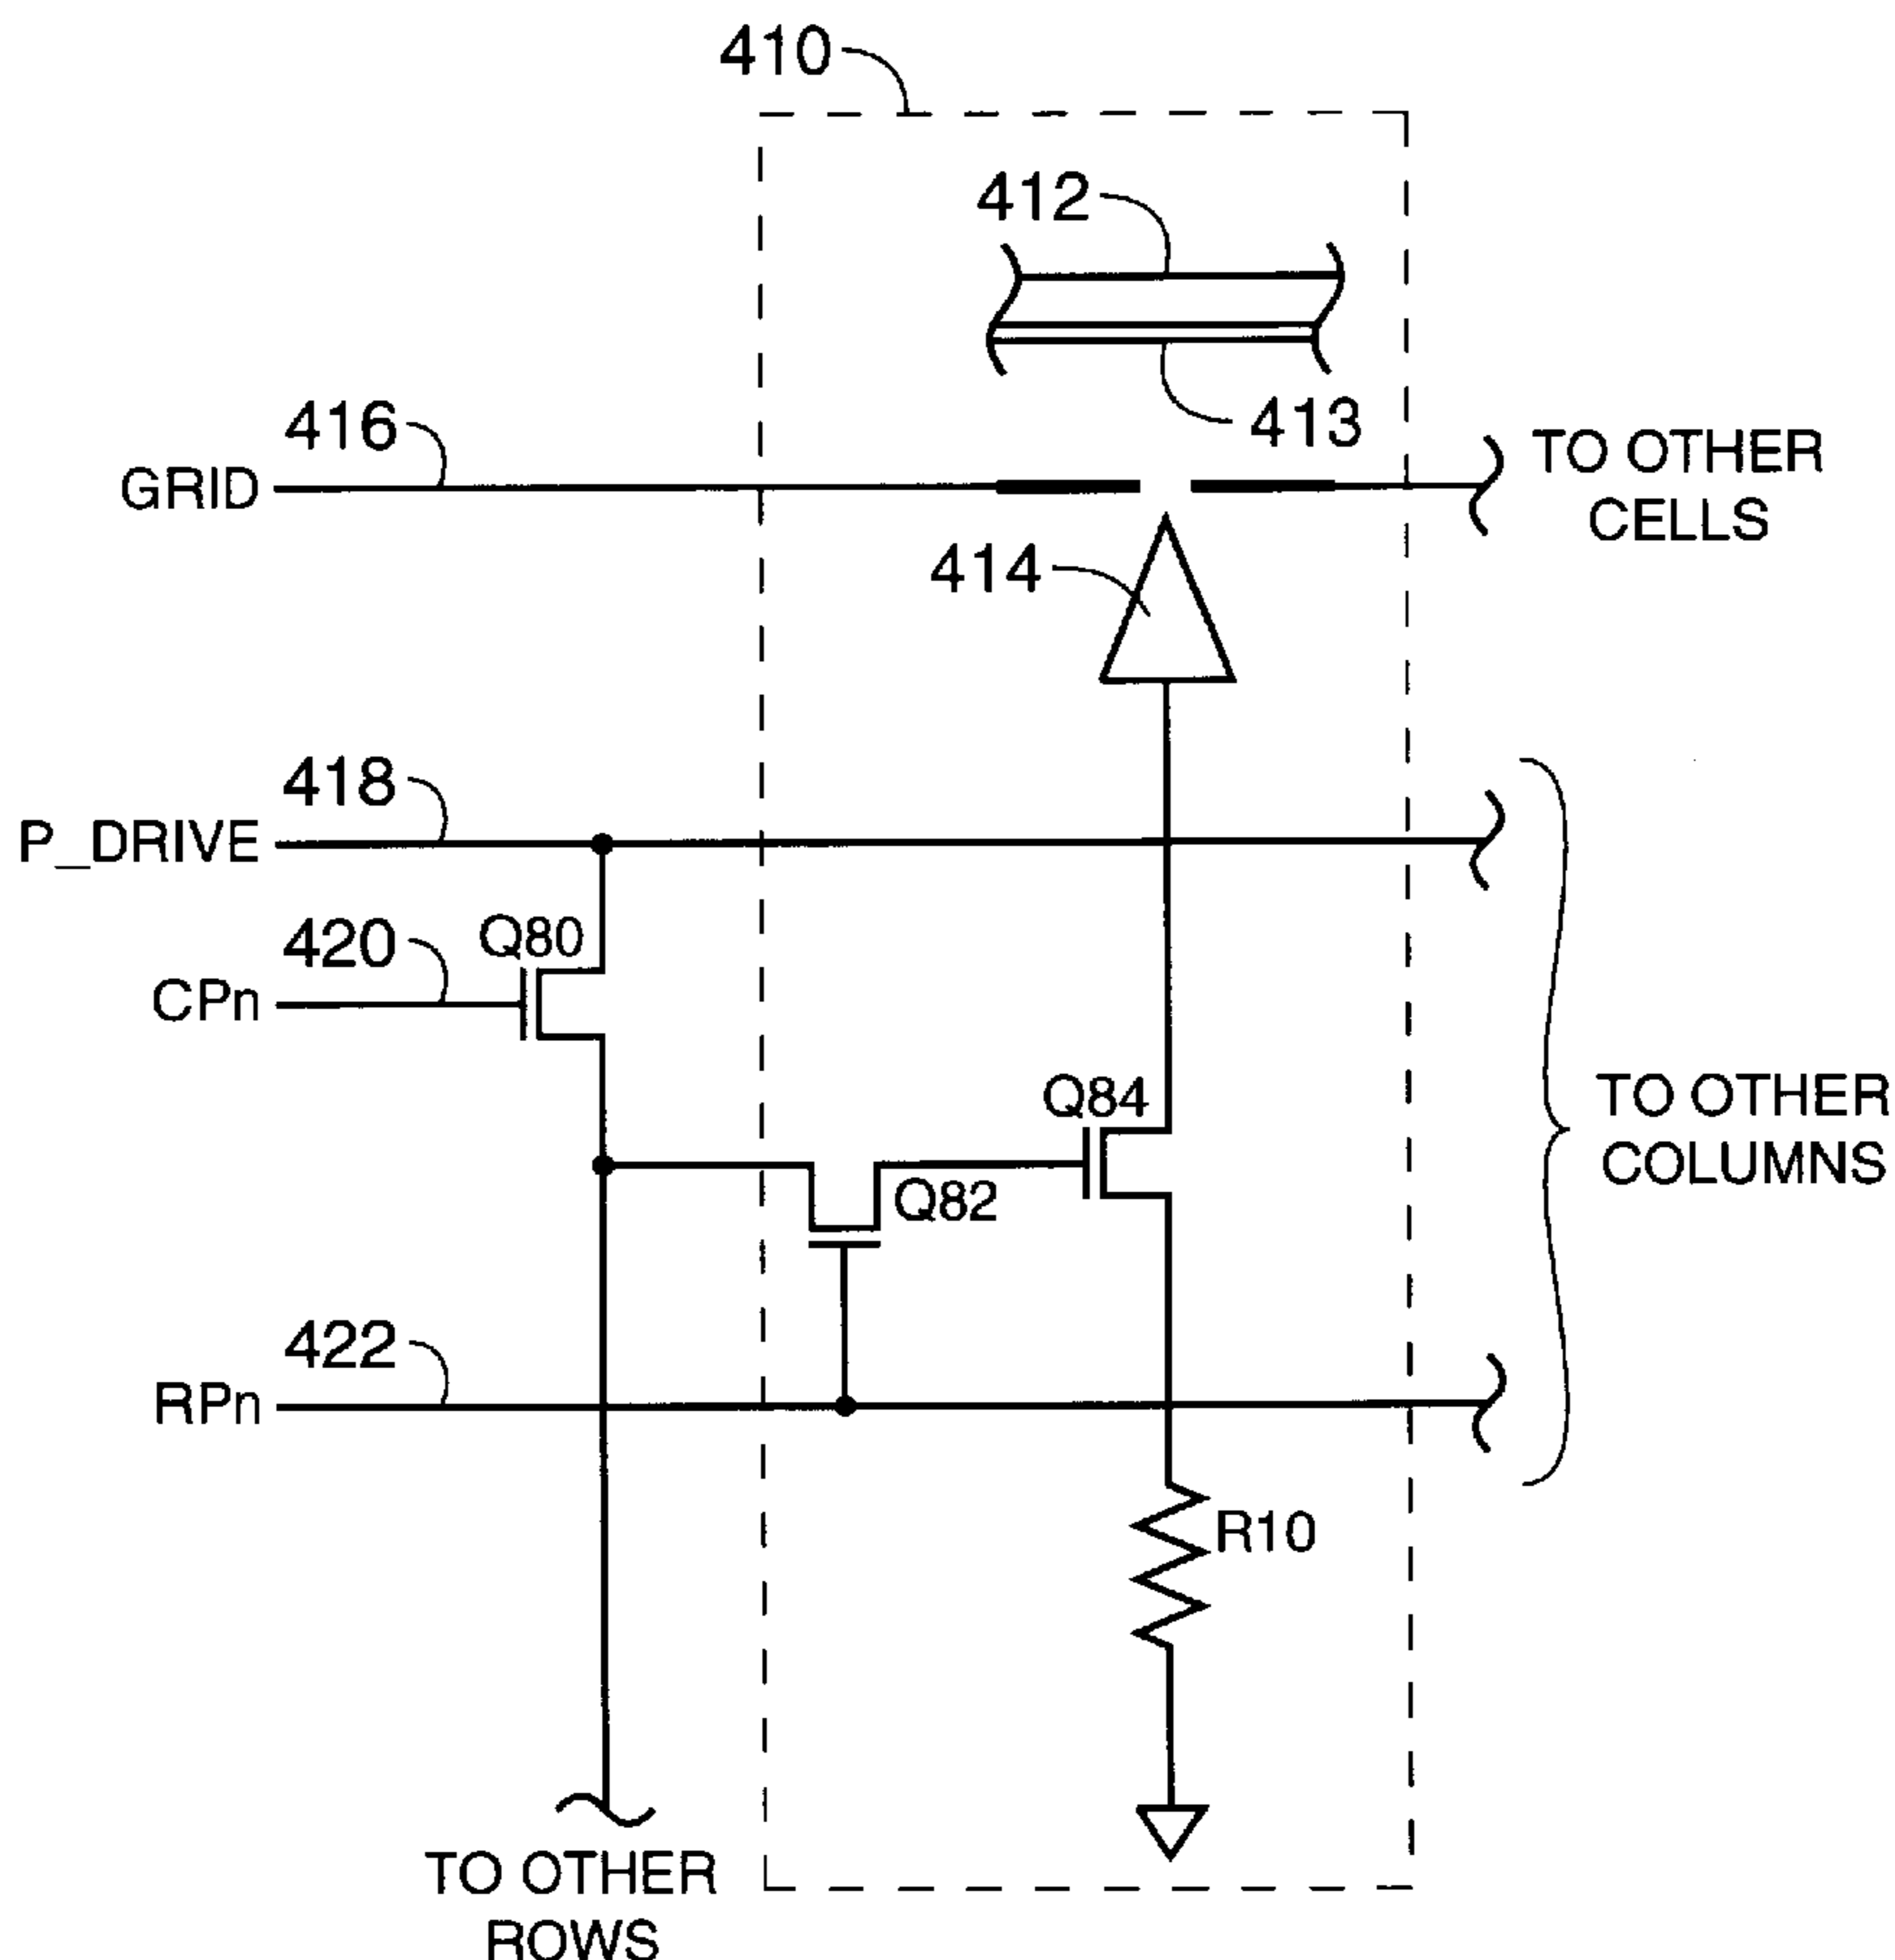 410
412
413
416
GRID
TO OTHER
CELLS
414
418
P_DRIVE
Q80
420
CPn
Q84
TO OTHER
COLUMNS
Q82
422
RPn
R10
TO OTHER
ROWS